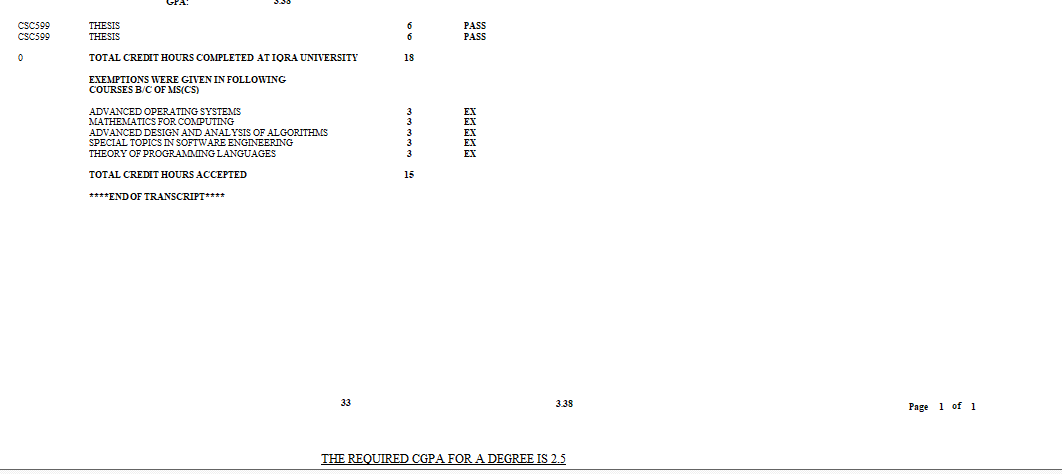 GPA: 3.38
CSC599 THESIS 6 PASS
CSC599 THESIS 6 PASS
0 TOTAL CREDIT HOURS COMPLETED AT IQRA UNIVERSITY 18
EXEMPTIONS WERE GIVEN IN FOLLOWING
COURSES B/C OF MS(CS)
ADVANCED OPERATING SYSTEMS 3 EX
MATHEMATICS FOR COMPUTING 3 EX
ADVANCED DESIGN AND ANALYSIS OF ALGORITHMS 3 EX
SPECIAL TOPICS IN SOFTWARE ENGINEERING 3 EX
THEORY OF PROGRAMMING LANGUAGES 3 EX
TOTAL CREDIT HOURS ACCEPTED 15
****END OF TRANSCRIPT****
33 3.38 Page 1 of 1
THE REQUIRED CGPA FOR A DEGREE IS 2.5